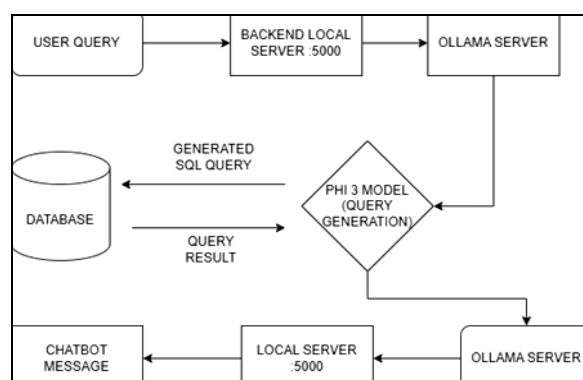 USER QUERY
BACKEND LOCAL
SERVER :5000
OLLAMA SERVER
GENERATED
SQL QUERY
PHI 3 MODEL
(QUERY
GENERATION)
DATABASE
QUERY
RESULT
CHATBOT
MESSAGE
LOCAL SERVER
:5000
OLLAMA SERVER